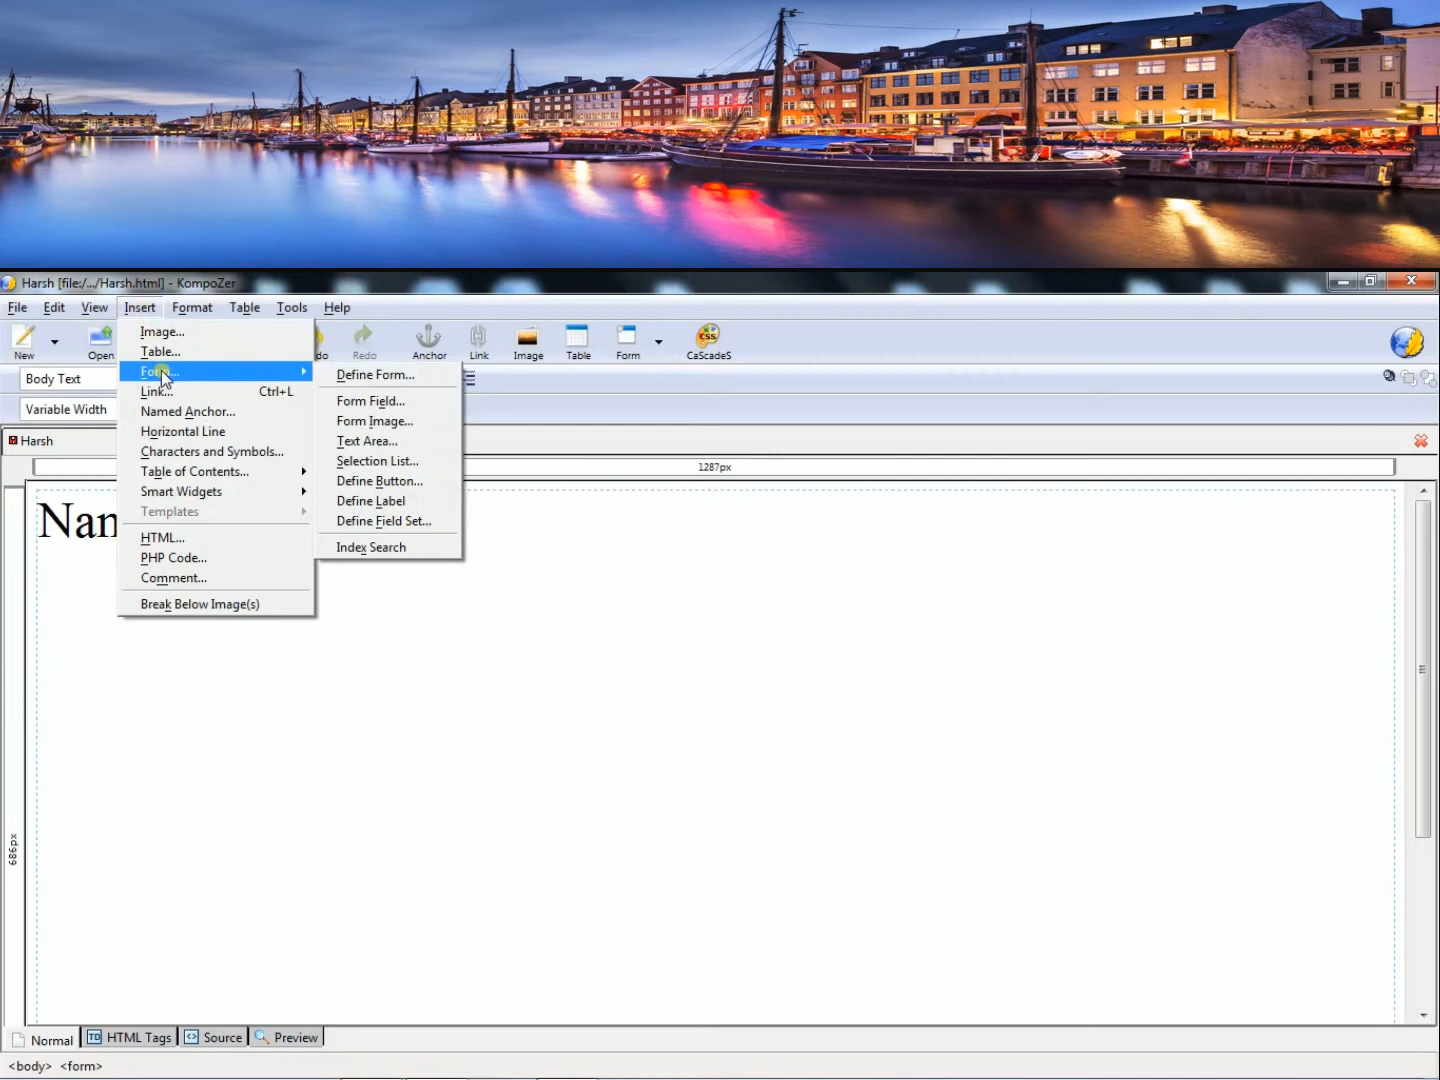 Harsh [file:/.../Harsh.html] - KompoZer
File Edit View Insert Format Table Tools Help
New Open Redo Anchor Link Image Table Form CaScadeS
Body Text
Variable Width
Harsh
1287px
686px
Image...
Table...
Link... Ctrl+L
Named Anchor...
Horizontal Line
Characters and Symbols...
Table of Contents...
Smart Widgets
Templates
HTML...
PHP Code...
Comment...
Break Below Image(s)
Define Form...
Form Field...
Form Image...
Text Area...
Selection List...
Define Button...
Define Label
Define Field Set...
Index Search
Normal HTML Tags Source Preview
<body> <form>